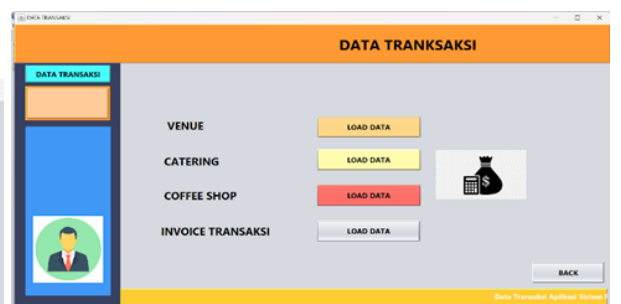 DATA TRANSAKSI
DATA TRANKSAKSI
DATA TRANSAKSI
VENUE
LOAD DATA
CATERING
LOAD DATA
COFFEE SHOP
LOAD DATA
$
INVOICE TRANSAKSI
LOAD DATA
BACK
Data Transaksi Aplikasi Sistem